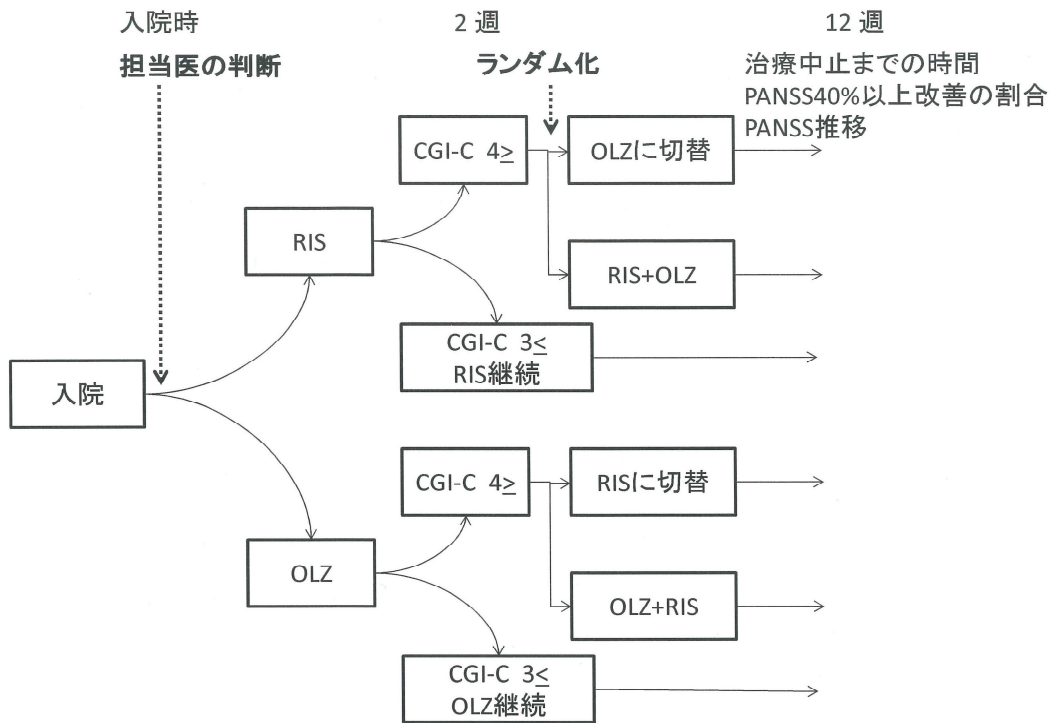 入院時
2 週
12 週
担当医の判断
ランダム化
治療中止までの時間
PANSS40%以上改善の割合
PANSS推移
CGI-C 4≥
OLZに切替
RIS
RIS+OLZ
CGI-C 3≤
RIS継続
入院
CGI-C 4≥
RISに切替
OLZ
OLZ+RIS
CGI-C 3≤
OLZ継続